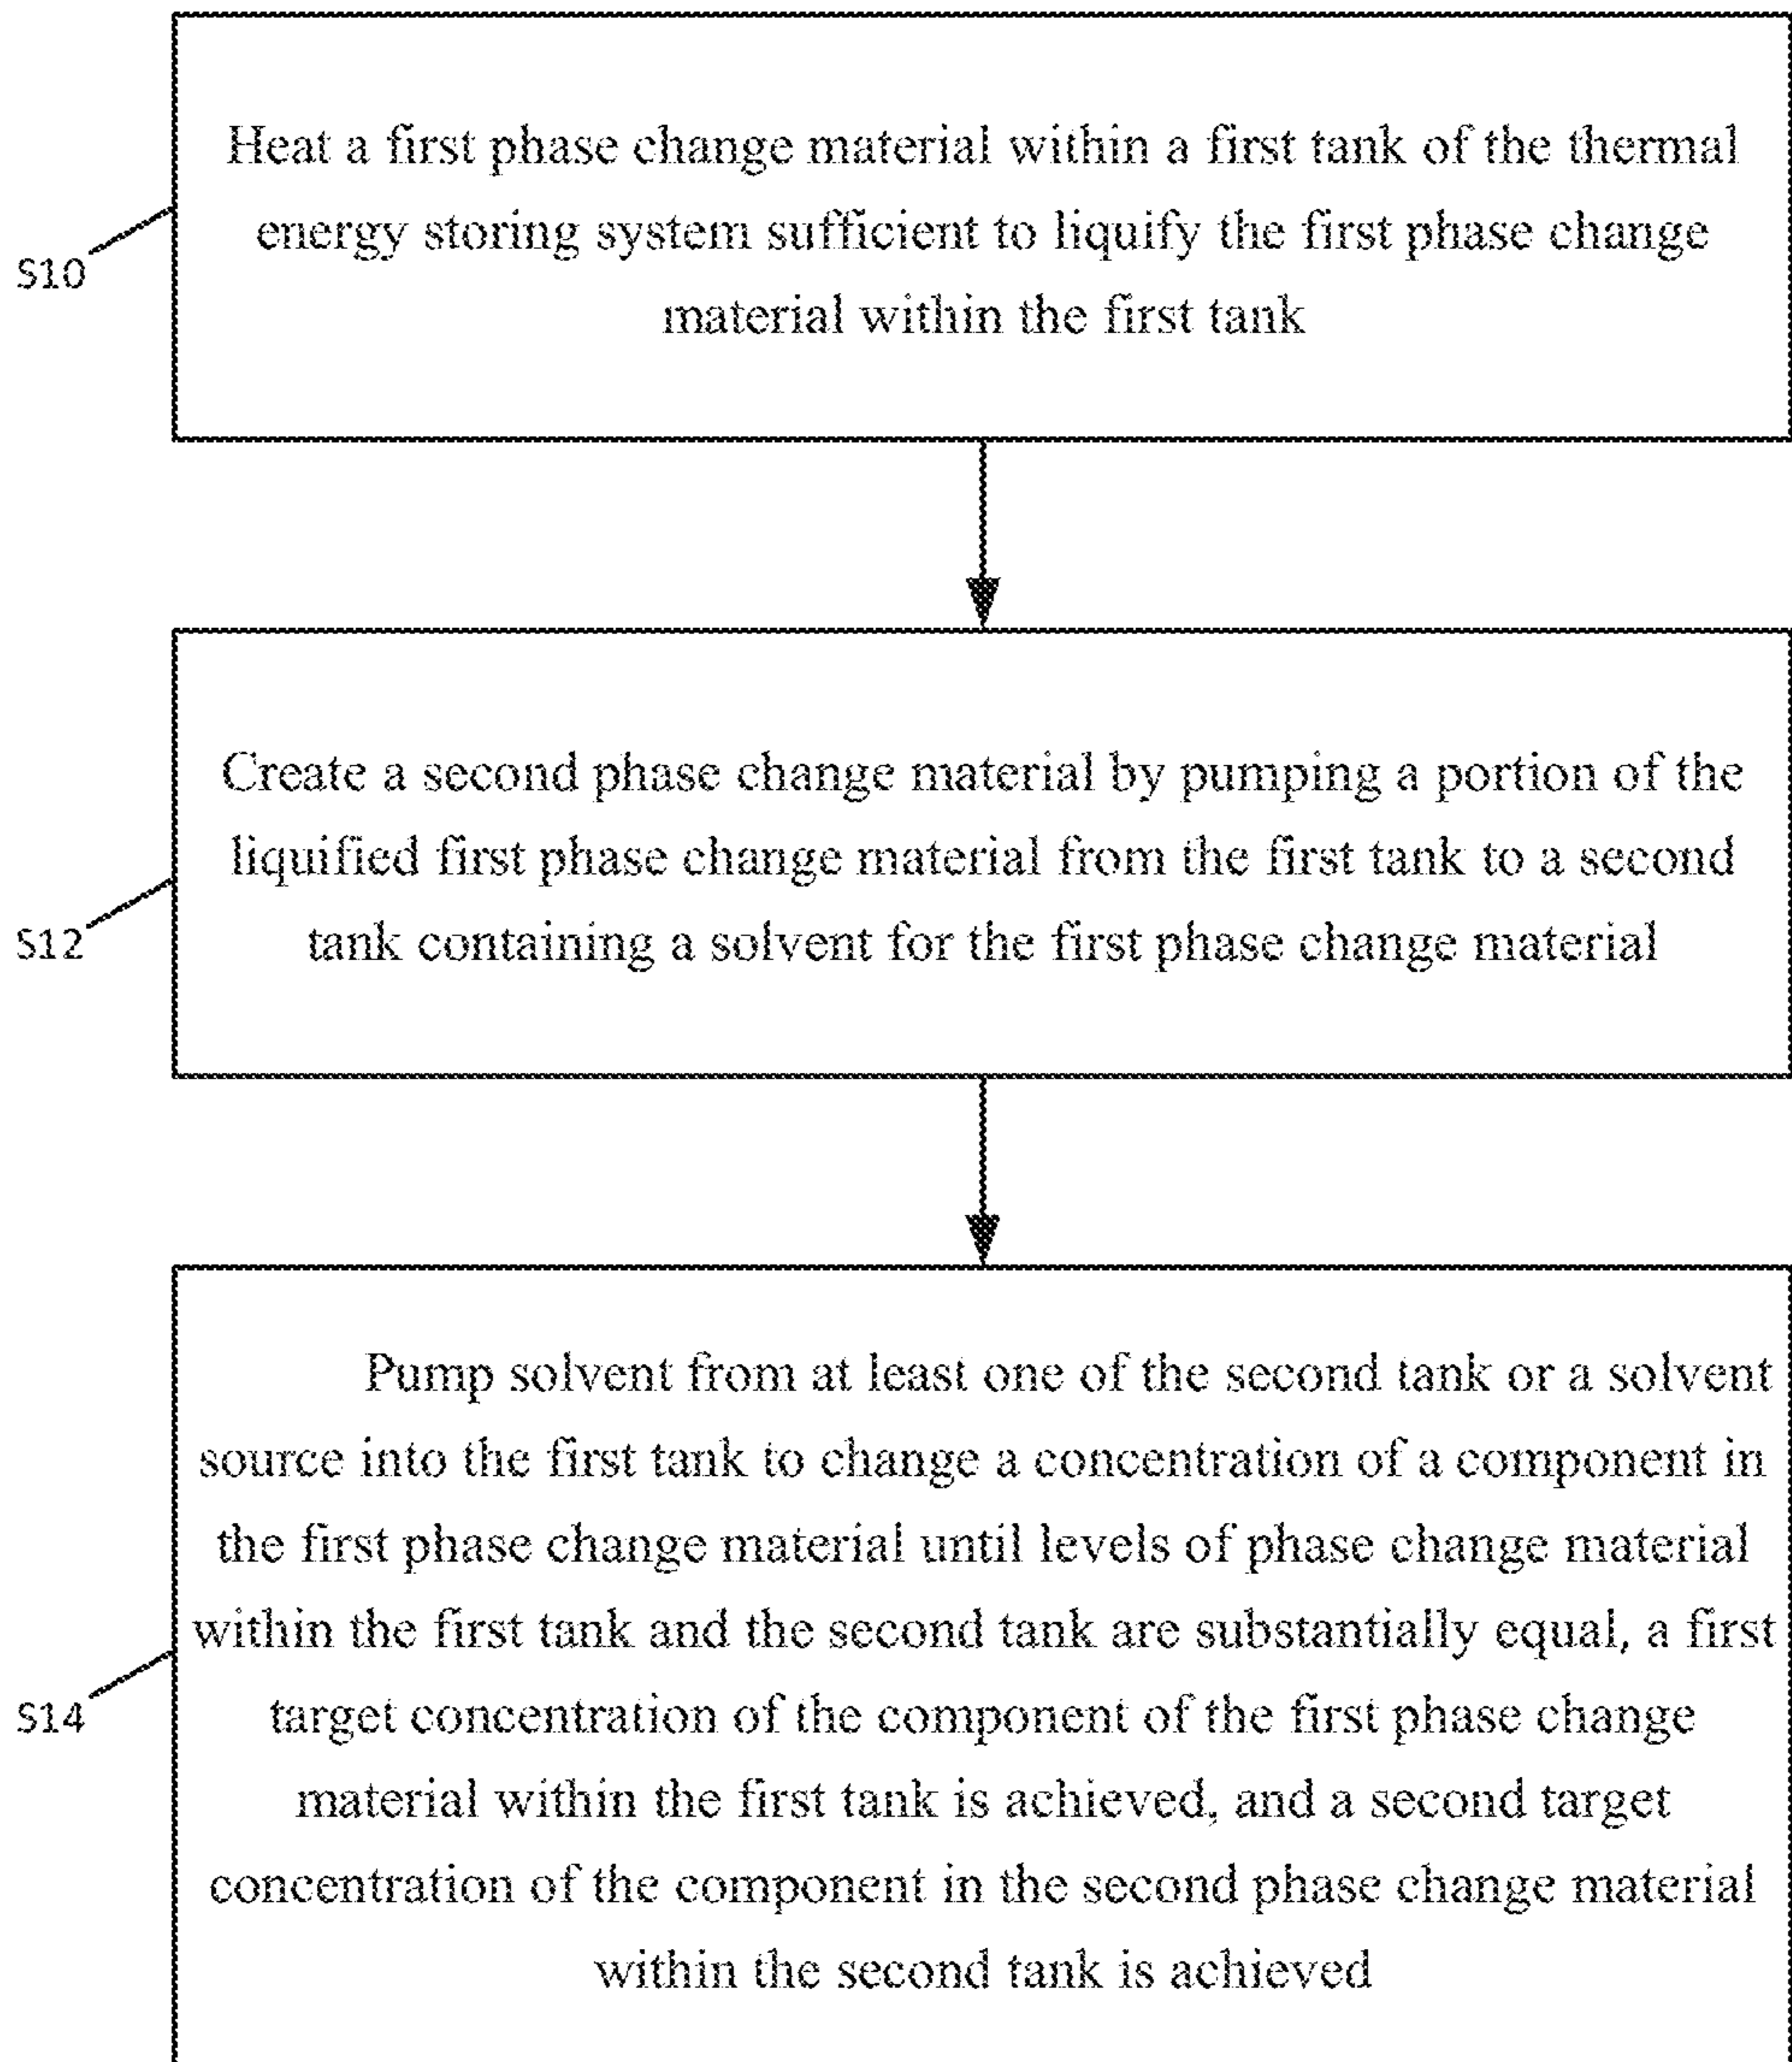 Heat a first phase change material within a first tank of the thermal
energy storing system sufficient to liquify the first phase change
material within the first tank
S10
Create a second phase change material by pumping a portion of the
liquified first phase change material from the first tank to a second
tank containing a solvent for the first phase change material
S12
Pump solvent from at least one of the second tank or a solvent
source into the first tank to change a concentration of a component in
the first phase change material until levels of phase change material
within the first tank and the second tank are substantially equal, a first
target concentration of the component of the first phase change
material within the first tank is achieved, and a second target
concentration of the component in the second phase change material
within the second tank is achieved
S14